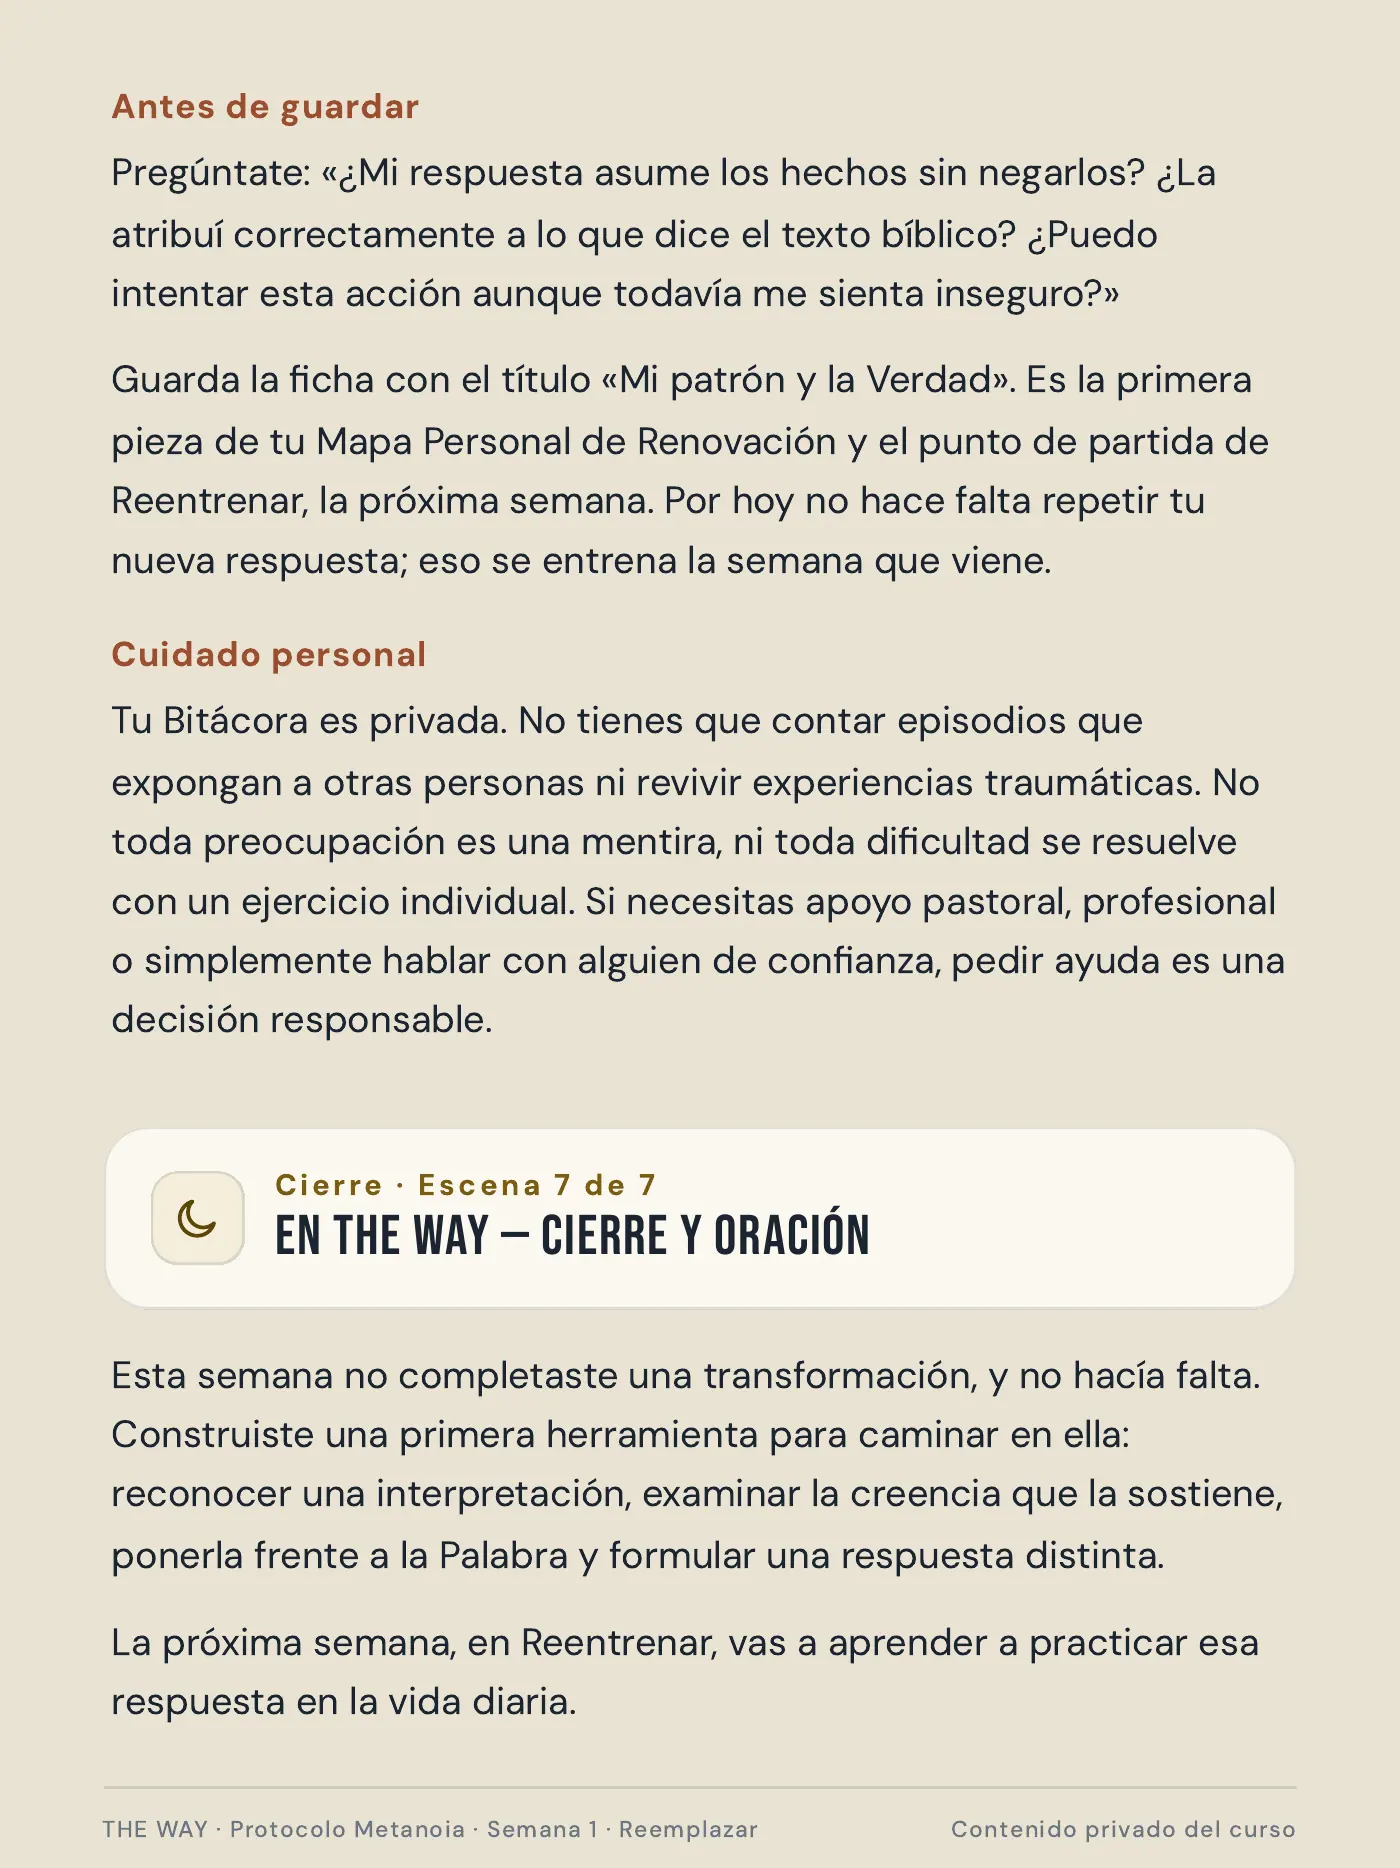 Antes de guardar
Pregúntate: «¿Mi respuesta asume los hechos sin negarlos? ¿La
atribuí correctamente a lo que dice el texto bíblico? ¿Puedo
intentar esta acción aunque todavía me sienta inseguro?»
Guarda la ficha con el título «Mi patrón y la Verdad». Es la primera
pieza de tu Mapa Personal de Renovación y el punto de partida de
Reentrenar, la próxima semana. Por hoy no hace falta repetir tu
nueva respuesta; eso se entrena la semana que viene.
Cuidado personal
Tu Bitácora es privada. No tienes que contar episodios que
expongan a otras personas ni revivir experiencias traumáticas. No
toda preocupación es una mentira, ni toda dificultad se resuelve
con un ejercicio individual. Si necesitas apoyo pastoral, profesional
o simplemente hablar con alguien de confianza, pedir ayuda es una
decisión responsable.
Cierre · Escena 7 de 7
EN THE WAY — CIERRE Y ORACIÓN
Esta semana no completaste una transformación, y no hacía falta.
Construiste una primera herramienta para caminar en ella:
reconocer una interpretación, examinar la creencia que la sostiene,
ponerla frente a la Palabra y formular una respuesta distinta.
La próxima semana, en Reentrenar, vas a aprender a practicar esa
respuesta en la vida diaria.
THE WAY · Protocolo Metanoia · Semana 1 · Reemplazar
Contenido privado del curso